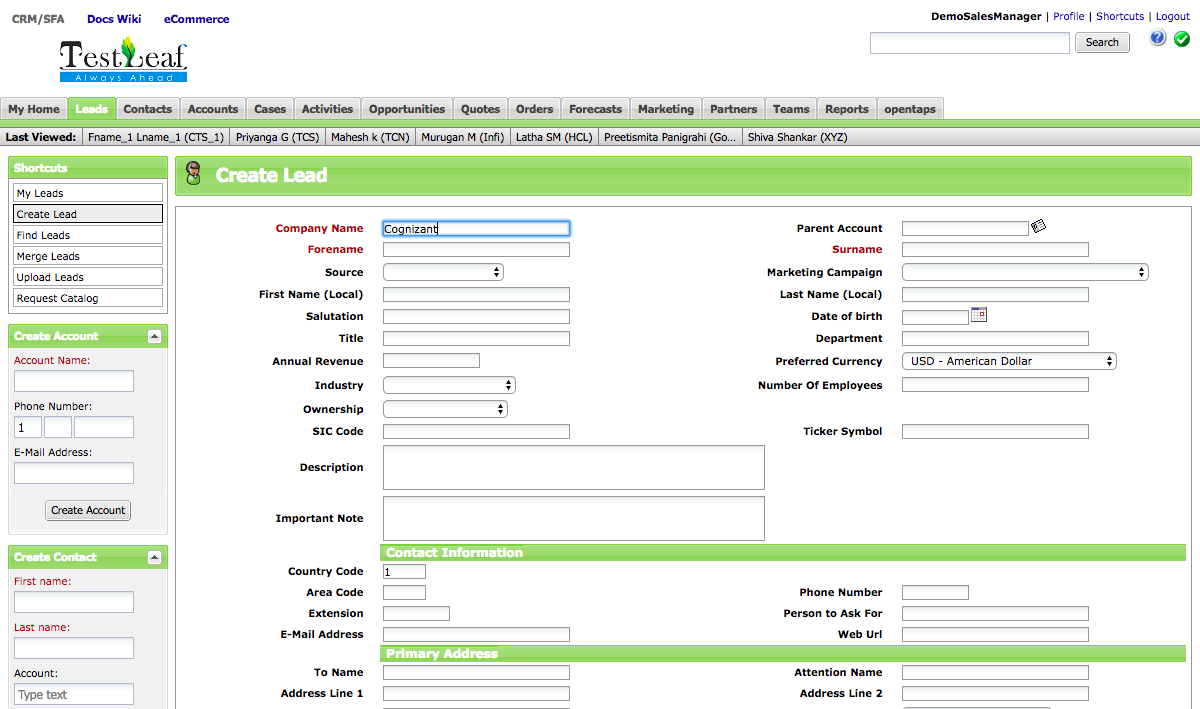 CRM/SFA Docs Wiki eCommerce
DemoSalesManager | Profile | Shortcuts | Logout
TestLeaf
Always Ahead
Search
?
My Home Leads Contacts Accounts Cases Activities Opportunities Quotes Orders Forecasts Marketing Partners Teams Reports opentaps
Last Viewed: Fname_1 Lname_1 (CTS_1) Priyanga G (TCS) Mahesh k (TCN) Murugan M (Infi) Latha SM (HCL) Preetismita Panigrahi (Go... Shiva Shankar (XYZ)
Shortcuts
My Leads
Create Lead
Find Leads
Merge Leads
Upload Leads
Request Catalog
Create Account
Account Name:
Phone Number:
1
E-Mail Address:
Create Account
Create Contact
First name:
Last name:
Account:
Type text
Create Lead
Company Name Cognizant Parent Account
Forename Surname
Source Marketing Campaign
First Name (Local) Last Name (Local)
Salutation Date of birth
Title Department
Annual Revenue Preferred Currency USD - American Dollar
Industry Number Of Employees
Ownership
SIC Code Ticker Symbol
Description
Important Note
Contact Information
Country Code 1
Area Code Phone Number
Extension Person to Ask For
E-Mail Address Web Url
Primary Address
To Name Attention Name
Address Line 1 Address Line 2